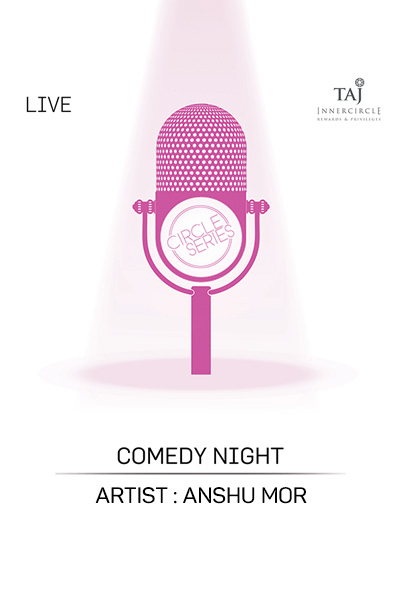 LIVE
TAJ
INNERCIRCLE
REWARDS & PRIVILEGES
CIRCLE
SERIES
COMEDY NIGHT
ARTIST : ANSHU MOR